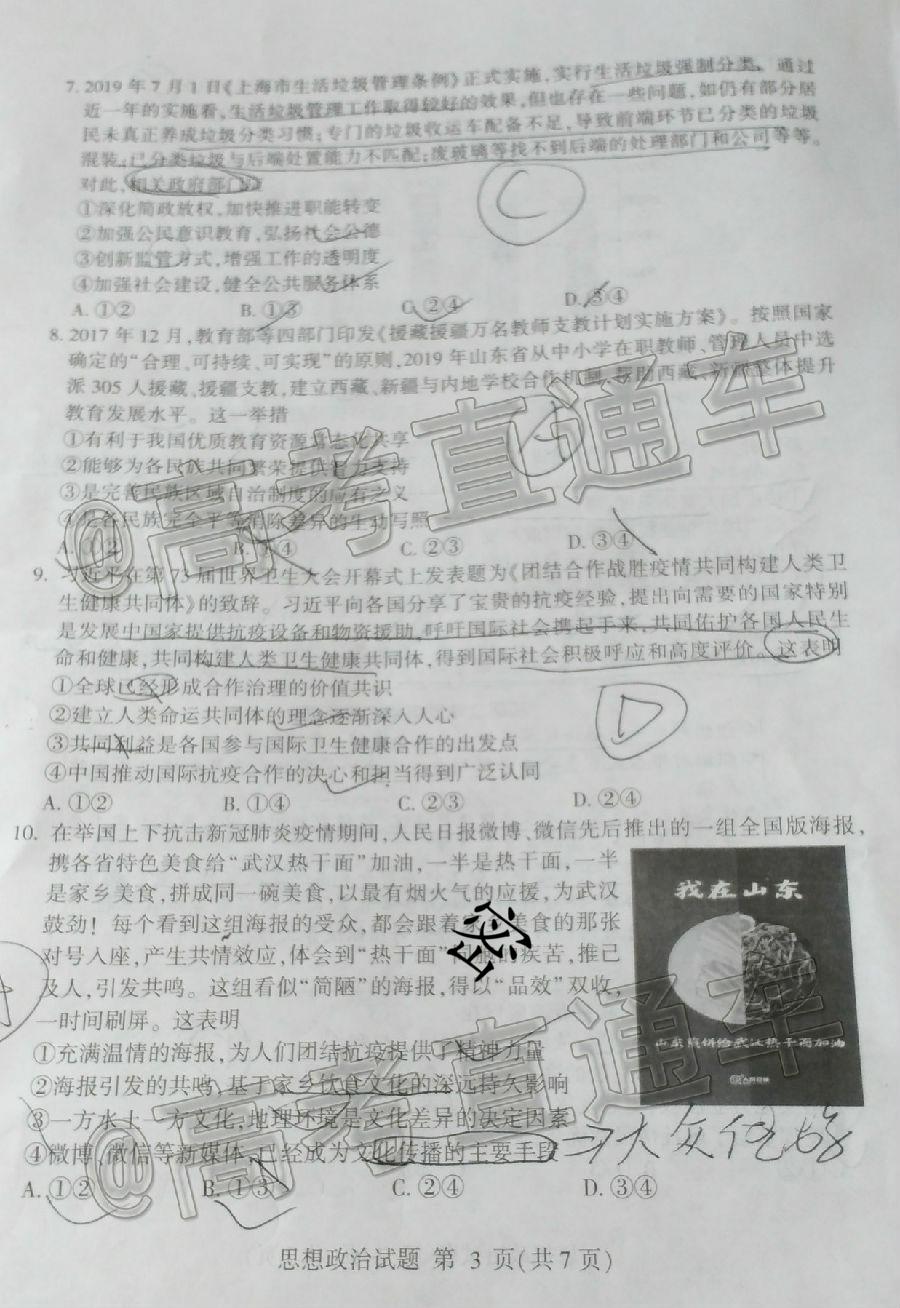 7. 2019 年 7 月 1 日《上海市生活垃圾管理条例》正式实施,实行生活垃圾强制分类。通过
近一年的实施看,生活垃圾管理工作取得较好的效果,但也存在一些问题,如仍有部分居
民未真正养成垃圾分类习惯;专门的垃圾收运车配备不足,导致前端环节已分类的垃圾
混装;已分类垃圾与后端处置能力不匹配;废玻璃等找不到后端的处理部门和公司等等。
对此,相关政府部门应
①深化简政放权,加快推进职能转变
C
②加强公民意识教育,弘扬社会公德
③创新监管方式,增强工作的透明度
④加强社会建设,健全公共服务体系
A. ①② B. ①③ C. ②④ D. ③④
8. 2017 年 12 月,教育部等四部门印发《援藏援疆万名教师支教计划实施方案》。按照国家
确定的“合理、可持续、可实现”的原则,2019 年山东省从中小学在职教师、管理人员中选
派 305 人援藏、援疆支教,建立西藏、新疆与内地学校合作机制,帮助西藏、新疆整体提升
教育发展水平。这一举措
①有利于我国优质教育资源 共享
②能够为各民族共同繁荣提供智力支持
③是完善民族区域自治制度的应有之义
④是各民族完全平等消除差异的生动写照
A. ①② B. ①④ C. ②③ D. ③④
9. 习近平在第 73 届世界卫生大会开幕式上发表题为《团结合作战胜疫情共同构建人类卫
生健康共同体》的致辞。习近平向各国分享了宝贵的抗疫经验,提出向需要的国家特别
是发展中国家提供抗疫设备和物资援助,呼吁国际社会携起手来,共同佑护各国人民生
命和健康,共同构建人类卫生健康共同体,得到国际社会积极呼应和高度评价。这表明
①全球已经形成合作治理的价值共识
②建立人类命运共同体的理念逐渐深入人心
D
③共同利益是各国参与国际卫生健康合作的出发点
④中国推动国际抗疫合作的决心和担当得到广泛认同
A. ①② B. ①④ C. ②③ D. ②④
10. 在举国上下抗击新冠肺炎疫情期间,人民日报微博、微信先后推出的一组全国版海报,
携各省特色美食给“武汉热干面”加油,一半是热干面,一半
是家乡美食,拼成同一碗美食,以最有烟火气的应援,为武汉
鼓劲!每个看到这组海报的受众,都会跟着家乡美食的那张
对号入座,产生共情效应,体会到“热干面” 的疾苦,推己
及人,引发共鸣。这组看似“简陋”的海报,得以“品效”双收,
一时间刷屏。这表明
我在山东
山东煎饼给武汉热干面加油
密
①充满温情的海报,为人们团结抗疫提供了精神力量
②海报引发的共鸣,基于家乡饮食文化的深远持久影响
③一方水土一方文化,地理环境是文化差异的决定因素
④微博、微信等新媒体,已经成为文化传播的主要手段
⇒大众传媒
A. ①② B. ①③ C. ②④ D. ③④
思想政治试题 第 3 页(共 7 页)
@高考直通车
@高考直通车